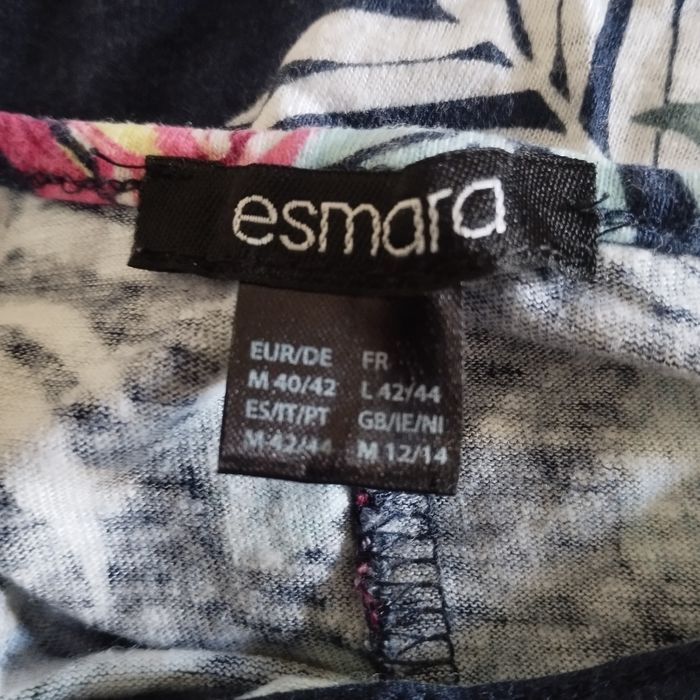 esmara
EUR/DE FR
M 40/42 L 42/44
ES/IT/PT GB/IE/NI
M 42/44 M 12/14